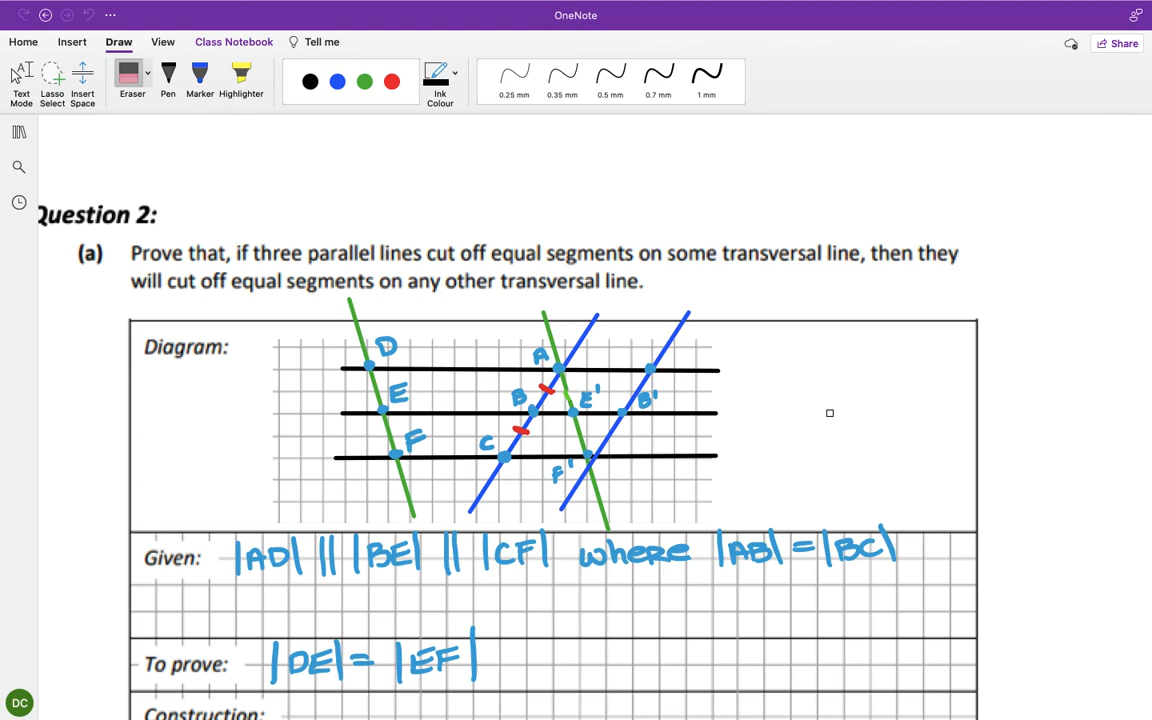 OneNote
Home Insert Draw View Class Notebook Tell me
Share
Text Mode
Lasso Select
Insert Space
Eraser
Pen
Marker
Highlighter
Ink Colour
0.25 mm 0.35 mm 0.5 mm 0.7 mm 1 mm
Question 2:
(a) Prove that, if three parallel lines cut off equal segments on some transversal line, then they
will cut off equal segments on any other transversal line.
Diagram:
D A
E B E' B'
F C
F'
Given: |AD| || |BE| || |CF| where |AB| = |BC|
To prove: |DE| = |EF|
Construction:
DC